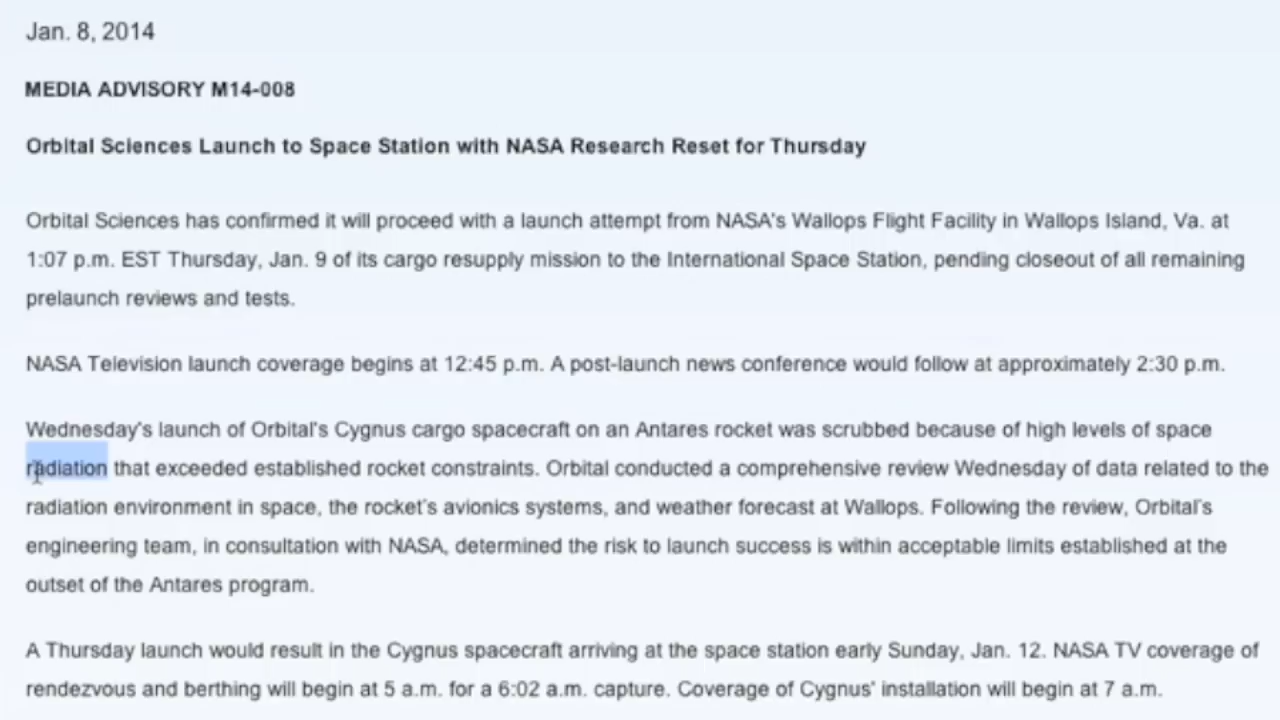 Jan. 8, 2014
MEDIA ADVISORY M14-008
Orbital Sciences Launch to Space Station with NASA Research Reset for Thursday
Orbital Sciences has confirmed it will proceed with a launch attempt from NASA's Wallops Flight Facility in Wallops Island, Va. at
1:07 p.m. EST Thursday, Jan. 9 of its cargo resupply mission to the International Space Station, pending closeout of all remaining
prelaunch reviews and tests.
NASA Television launch coverage begins at 12:45 p.m. A post-launch news conference would follow at approximately 2:30 p.m.
Wednesday's launch of Orbital's Cygnus cargo spacecraft on an Antares rocket was scrubbed because of high levels of space
radiation that exceeded established rocket constraints. Orbital conducted a comprehensive review Wednesday of data related to the
radiation environment in space, the rocket's avionics systems, and weather forecast at Wallops. Following the review, Orbital's
engineering team, in consultation with NASA, determined the risk to launch success is within acceptable limits established at the
outset of the Antares program.
A Thursday launch would result in the Cygnus spacecraft arriving at the space station early Sunday, Jan. 12. NASA TV coverage of
rendezvous and berthing will begin at 5 a.m. for a 6:02 a.m. capture. Coverage of Cygnus' installation will begin at 7 a.m.